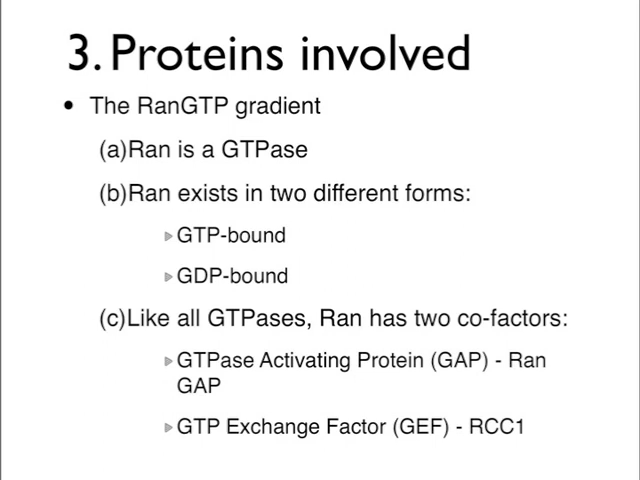 3. Proteins involved
• The RanGTP gradient
(a)Ran is a GTPase
(b)Ran exists in two different forms:
GTP-bound
GDP-bound
(c)Like all GTPases, Ran has two co-factors:
GTPase Activating Protein (GAP) - Ran
GAP
GTP Exchange Factor (GEF) - RCC1